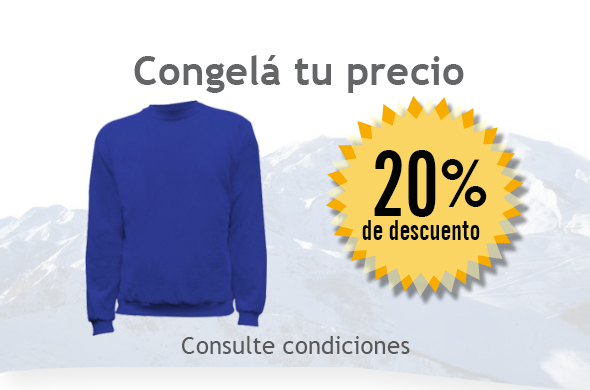 Congelá tu precio
20%
de descuento
Consulte condiciones